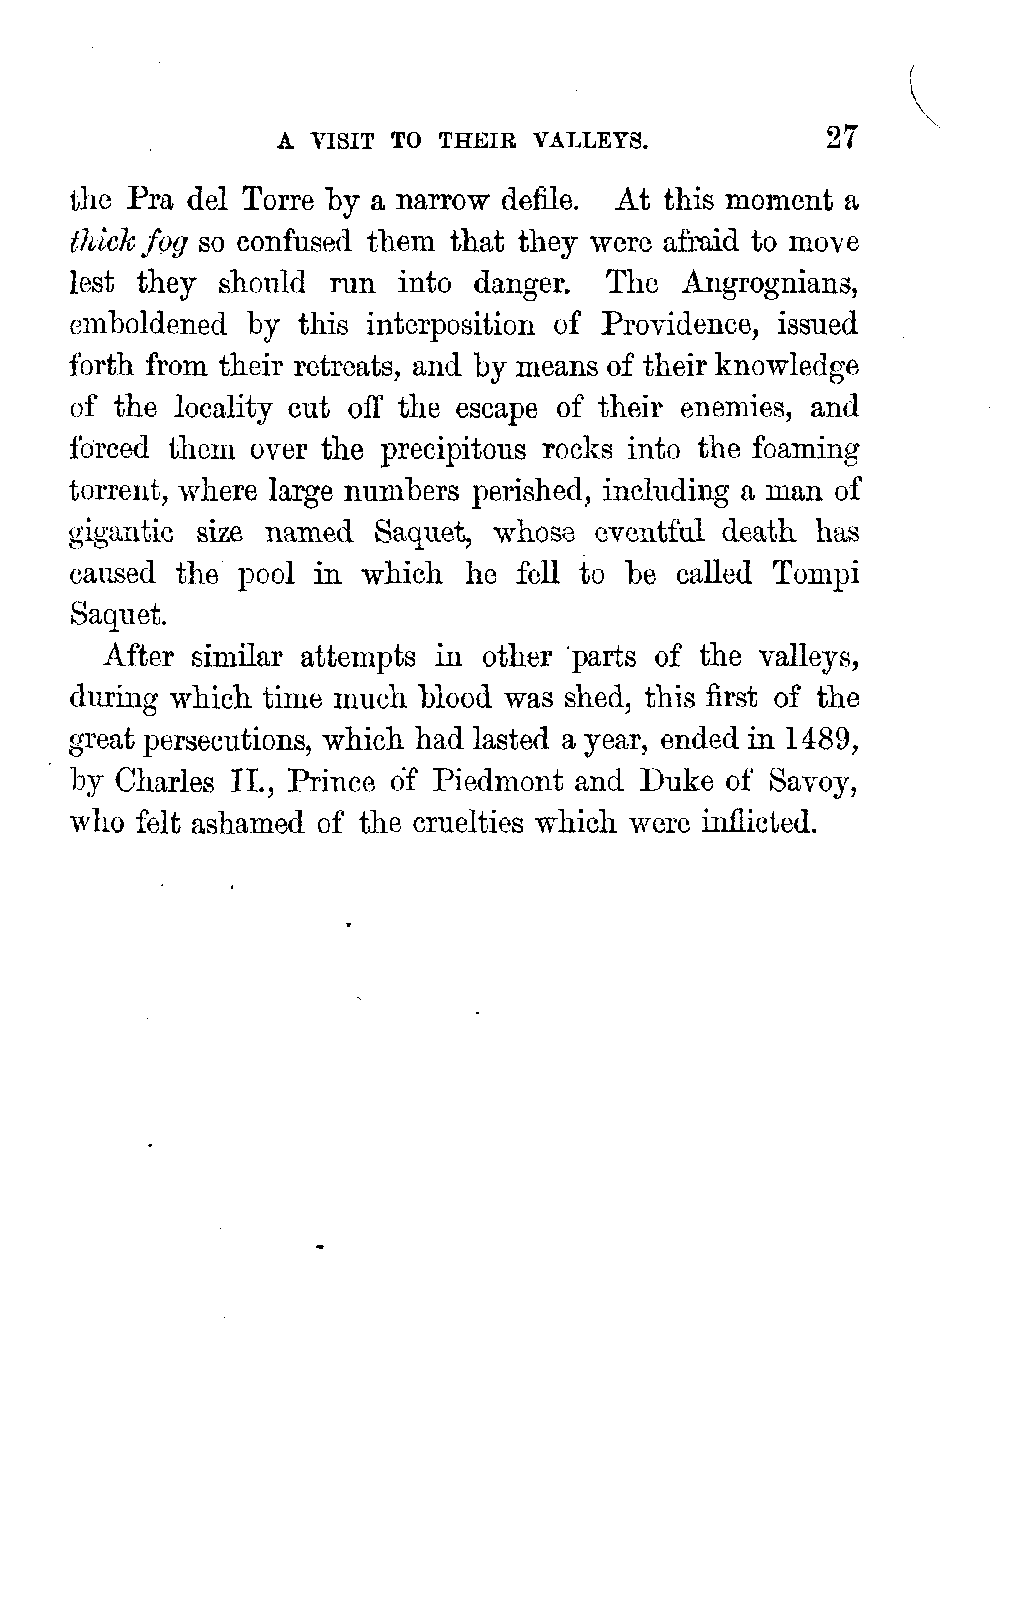 A VISIT TO THEIR VALLEYS. 27
the Pra del Torre by a narrow defile. At this moment a
thick fog so confused them that they were afraid to move
lest they should run into danger. The Angrognians,
emboldened by this interposition of Providence, issued
forth from their retreats, and by means of their knowledge
of the locality cut off the escape of their enemies, and
forced them over the precipitous rocks into the foaming
torrent, where large numbers perished, including a man of
gigantic size named Saquet, whose eventful death has
caused the pool in which he fell to be called Tompi
Saquet.
After similar attempts in other parts of the valleys,
during which time much blood was shed, this first of the
great persecutions, which had lasted a year, ended in 1489,
by Charles II., Prince of Piedmont and Duke of Savoy,
who felt ashamed of the cruelties which were inflicted.